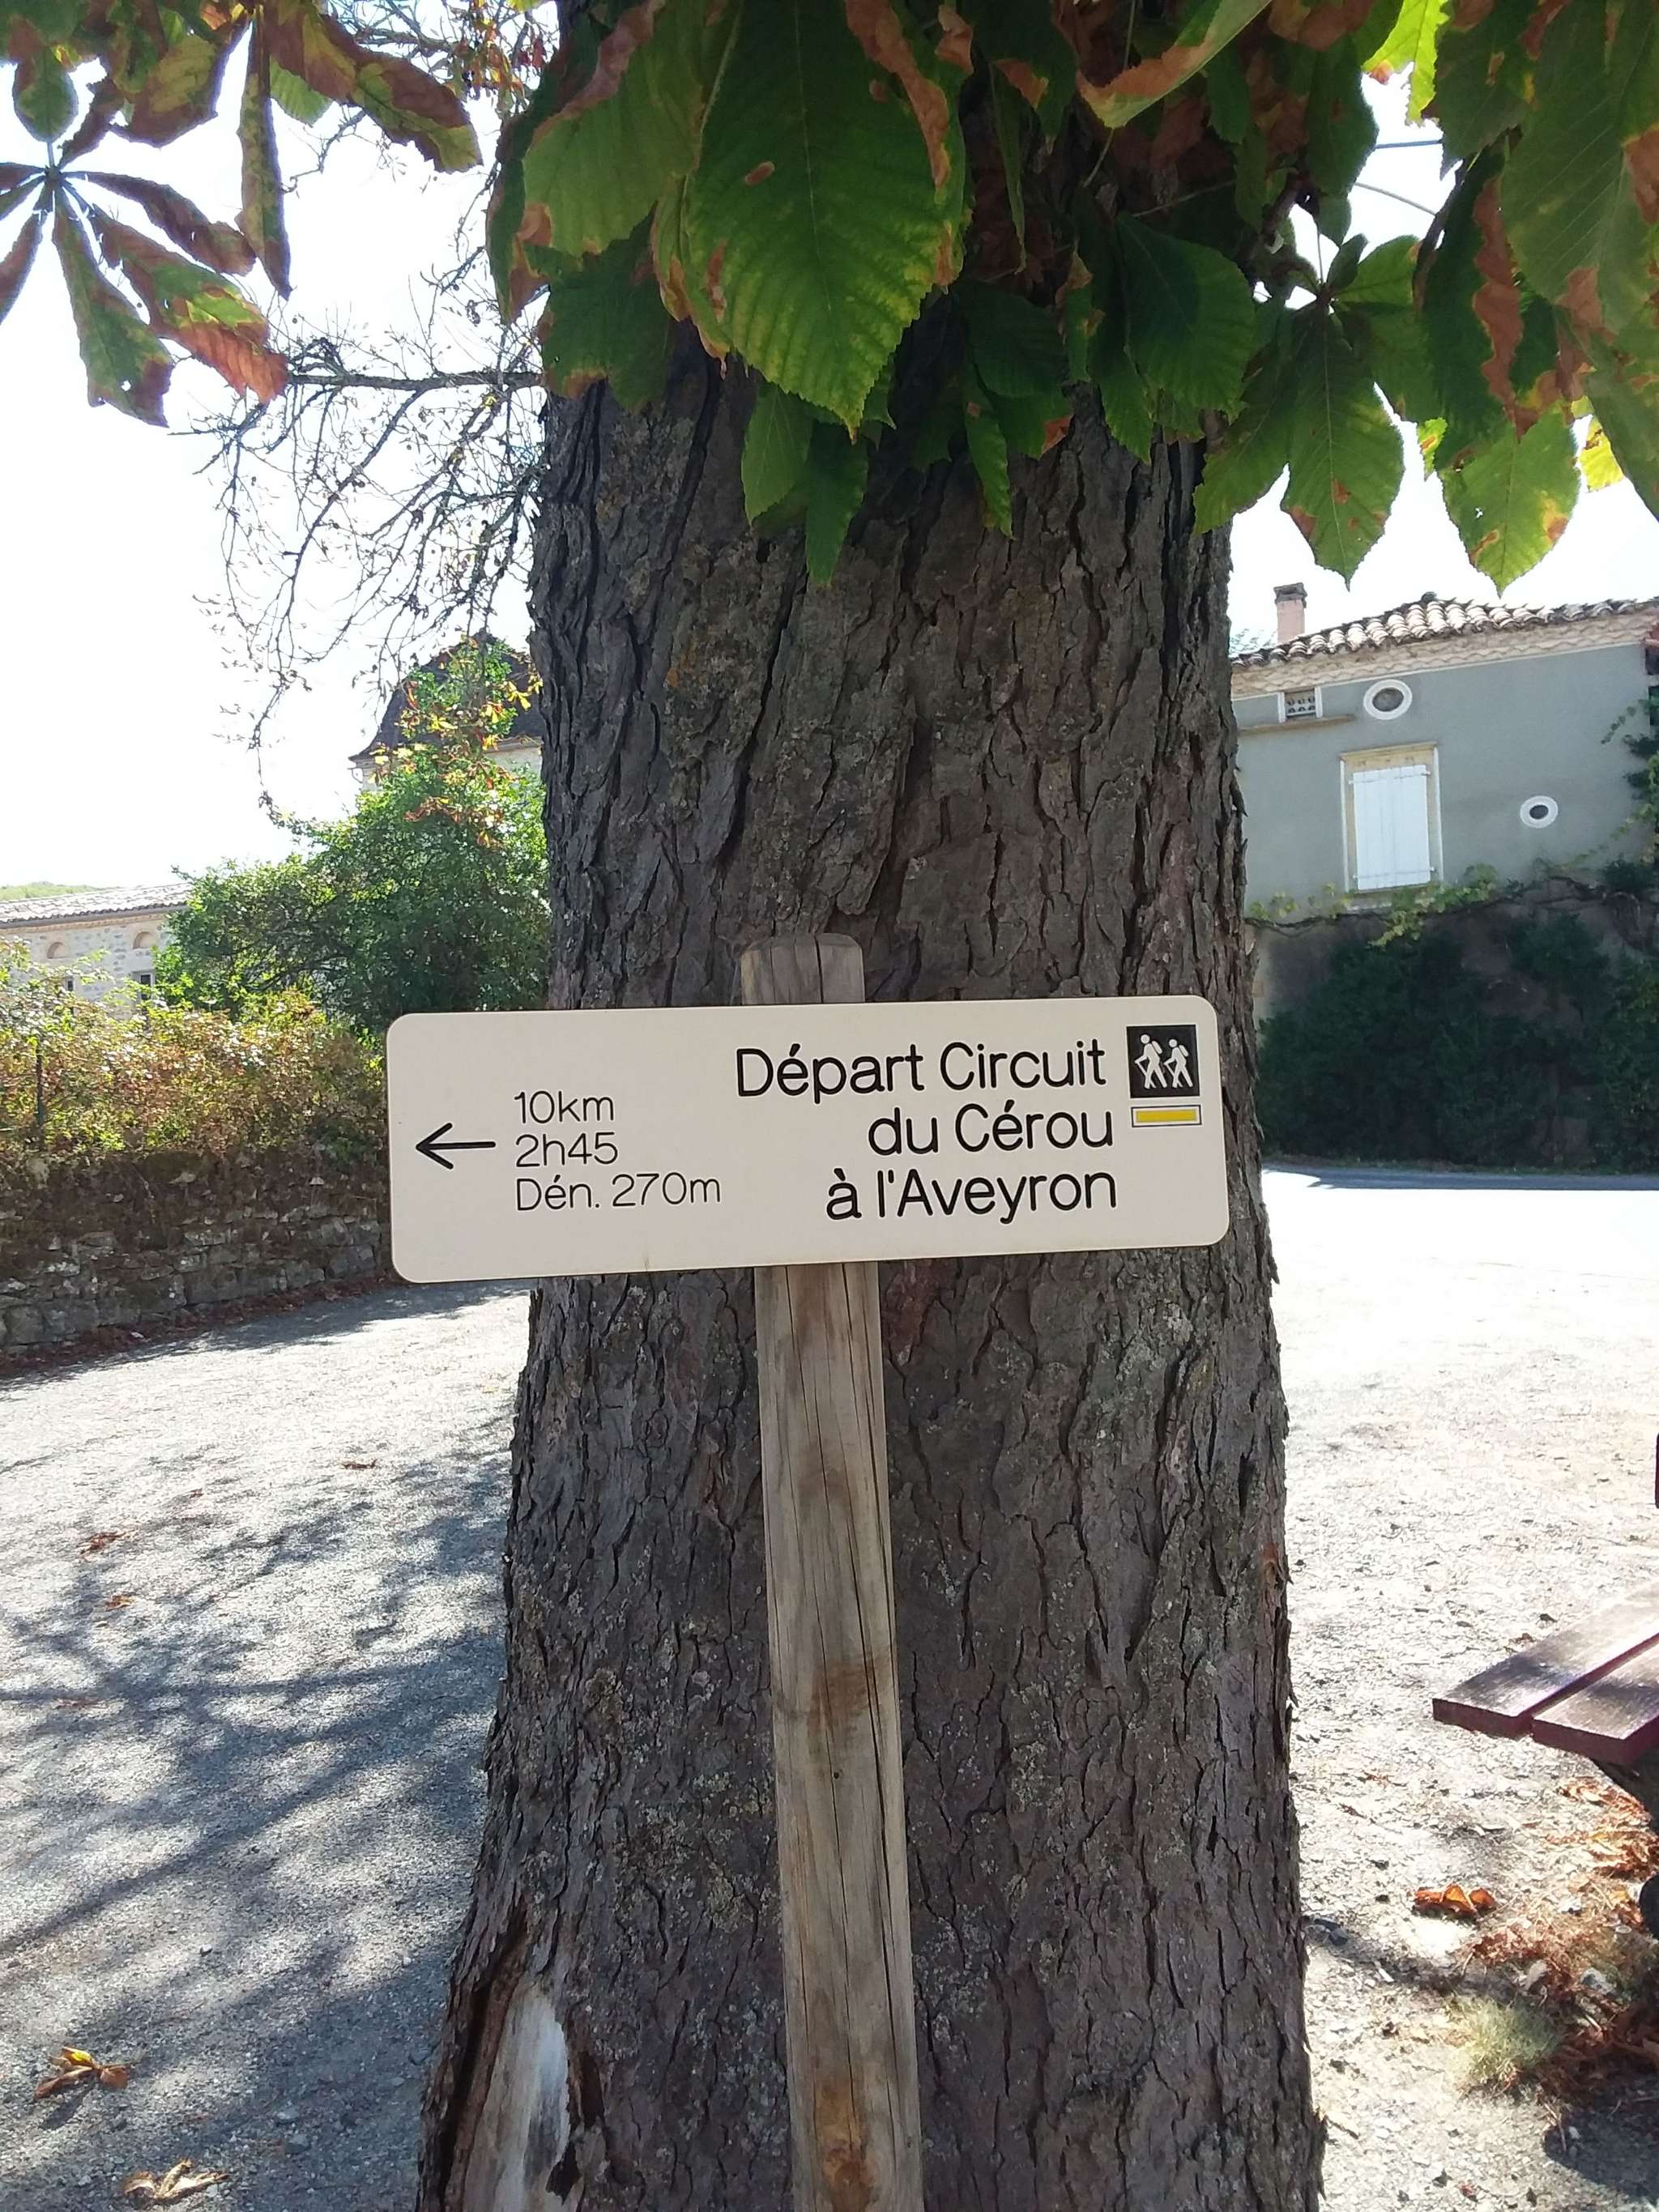 Départ Circuit
du Cérou
à l'Aveyron
10km
2h45
Dén. 270m